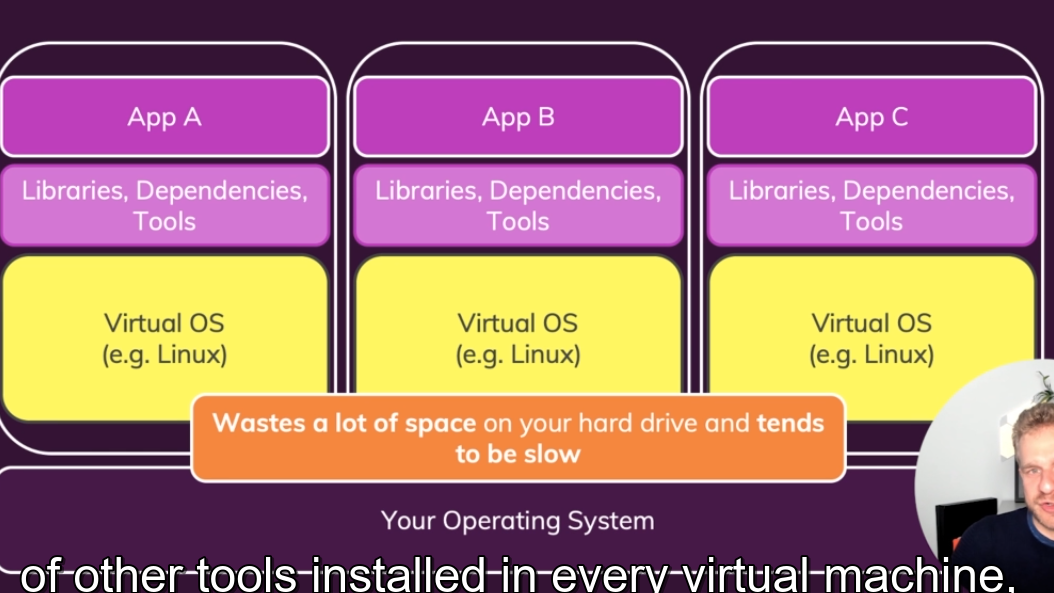 App A
App B
App C
Libraries, Dependencies,
Tools
Libraries, Dependencies,
Tools
Libraries, Dependencies,
Tools
Virtual OS
(e.g. Linux)
Virtual OS
(e.g. Linux)
Virtual OS
(e.g. Linux)
Wastes a lot of space on your hard drive and tends
to be slow
Your Operating System
of other tools installed in every virtual machine,